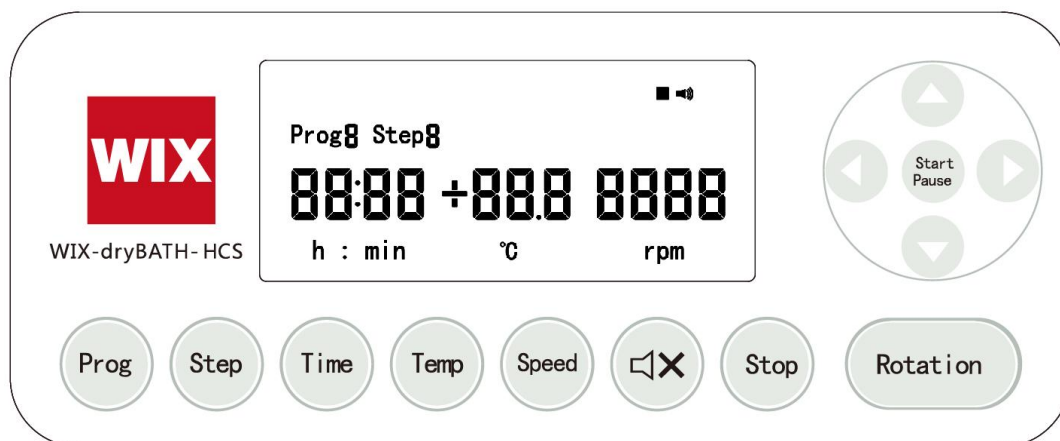 WIX
WIX-dryBATH-HCS
Prog8 Step8
88:88 ÷88.8 8888
h : min ℃ rpm
Start
Pause
Prog Step Time Temp Speed Stop Rotation